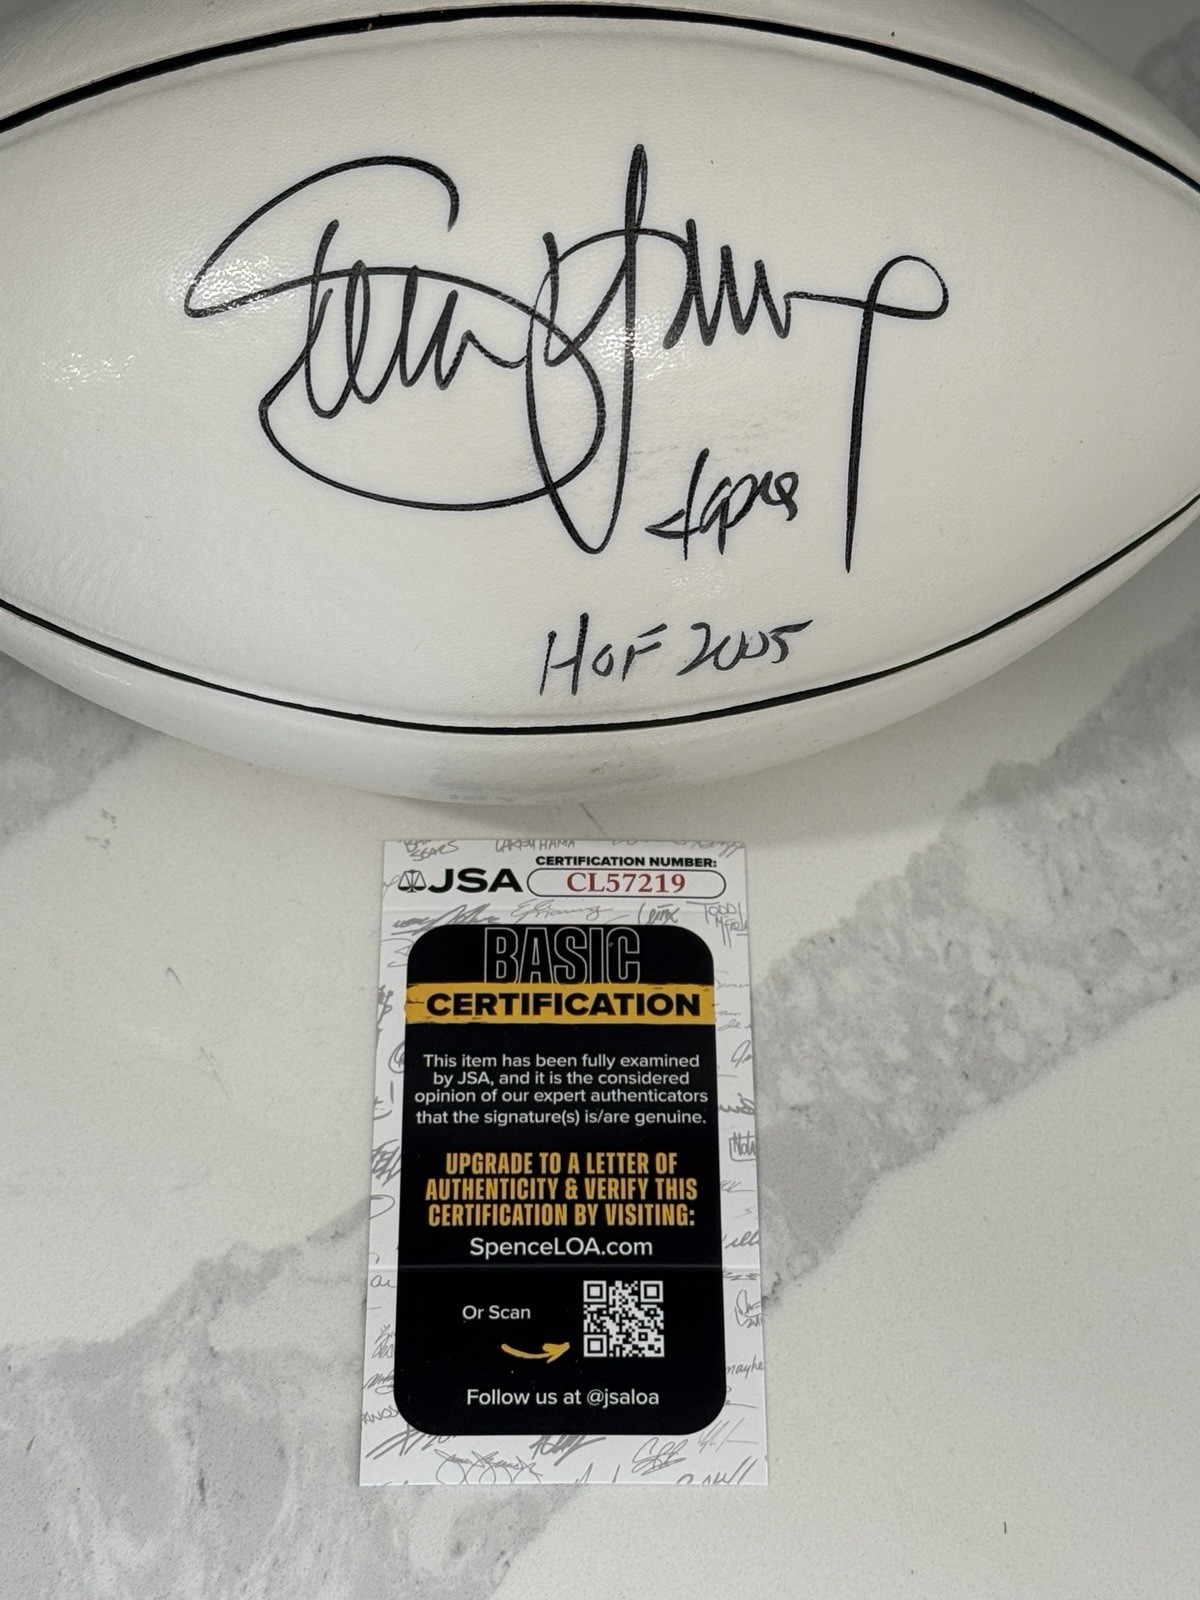 Steve Young
HOF 2005
JSA
CERTIFICATION NUMBER:
CL57219
BASIC
CERTIFICATION
This item has been fully examined
by JSA, and it is the considered
opinion of our expert authenticators
that the signature(s) is/are genuine.
UPGRADE TO A LETTER OF
AUTHENTICITY & VERIFY THIS
CERTIFICATION BY VISITING:
SpenceLOA.com
Or Scan
Follow us at @jsaloa